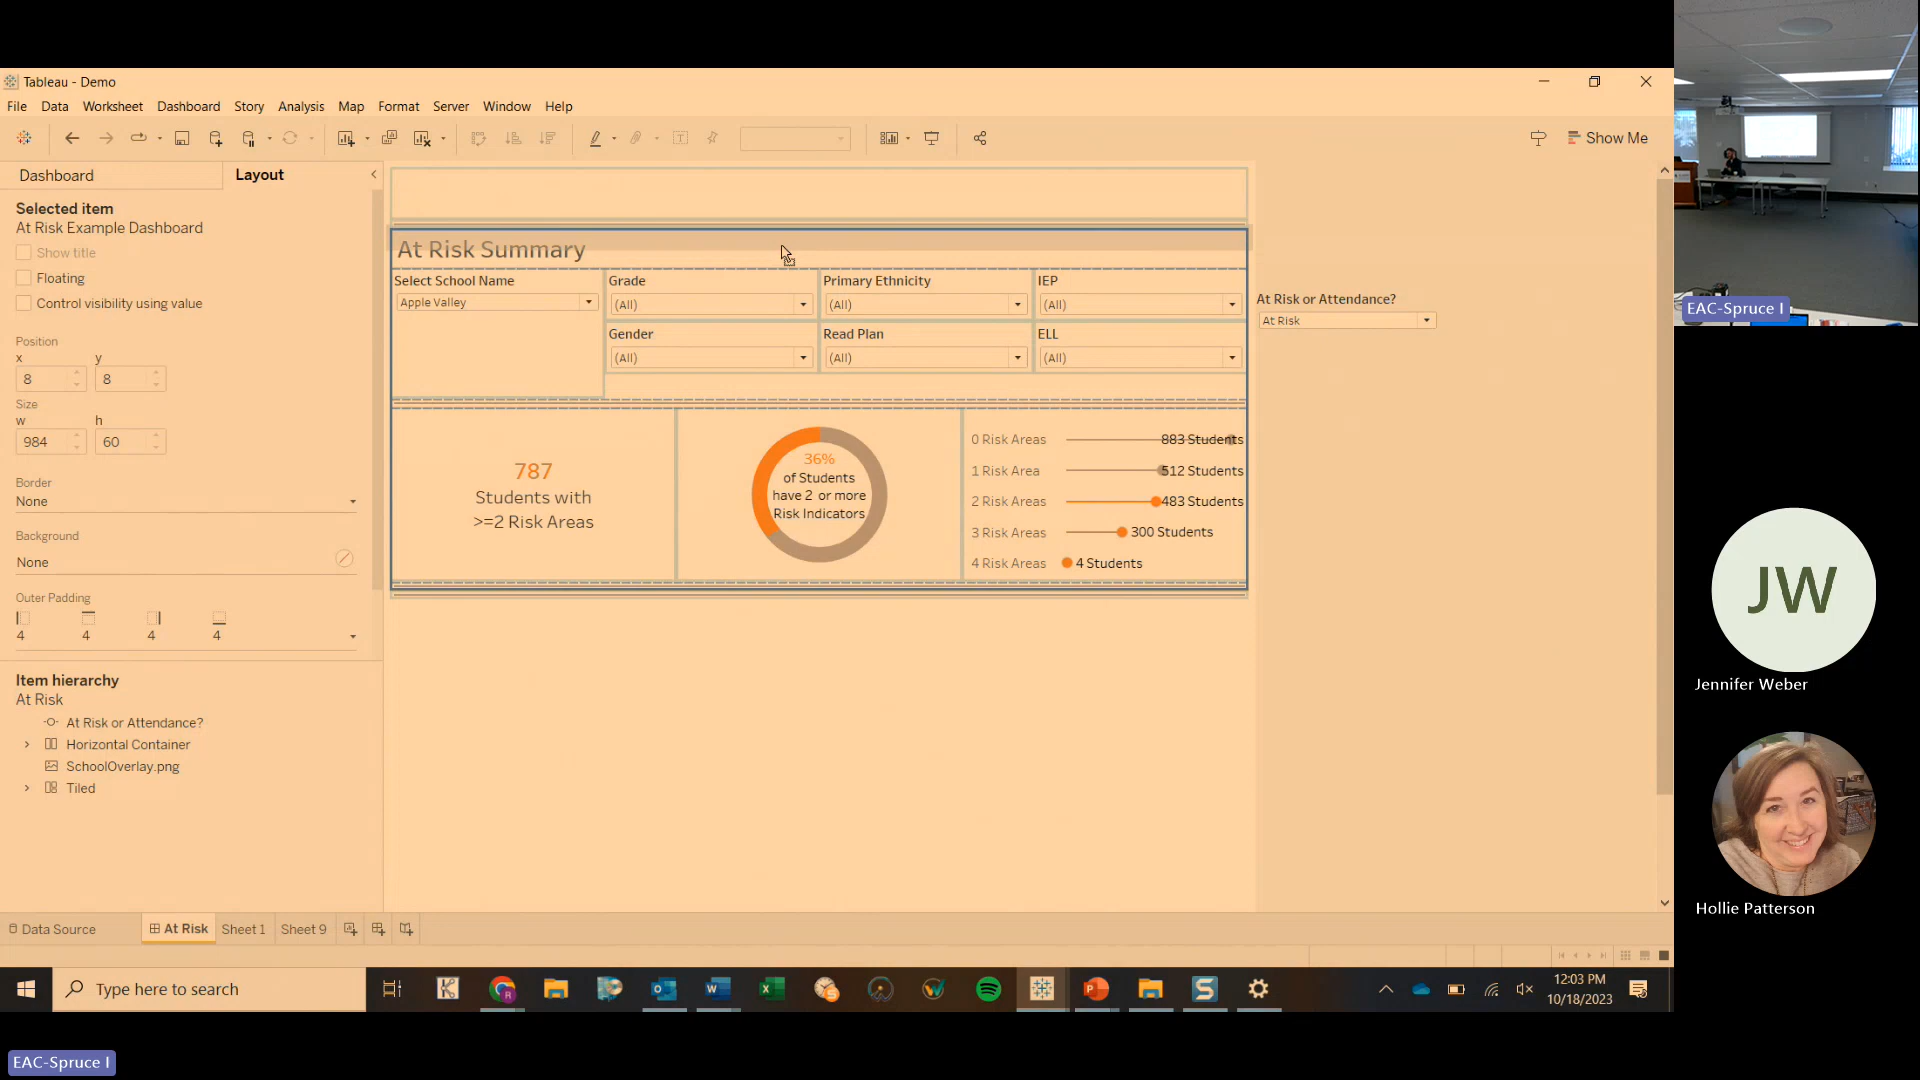 Tableau - Demo
File Data Worksheet Dashboard Story Analysis Map Format Server Window Help
Show Me
Dashboard Layout
Selected item
At Risk Example Dashboard
Show title
Floating
Control visibility using value
Position
x y
8 8
Size
w h
984 60
Border
None
Background
None
Outer Padding
4 4 4 4
Item hierarchy
At Risk
At Risk or Attendance?
Horizontal Container
SchoolOverlay.png
Tiled
At Risk Summary
Select School Name Grade Primary Ethnicity IEP
Apple Valley (All) (All) (All)
Gender Read Plan ELL
(All) (All) (All)
At Risk or Attendance?
At Risk
787
Students with
>=2 Risk Areas
36%
of Students
have 2 or more
Risk Indicators
0 Risk Areas 883 Students
1 Risk Area 512 Students
2 Risk Areas 483 Students
3 Risk Areas 300 Students
4 Risk Areas 4 Students
Data Source At Risk Sheet 1 Sheet 9
Type here to search
12:03 PM
10/18/2023
EAC-Spruce I
JW
Jennifer Weber
Hollie Patterson
EAC-Spruce I